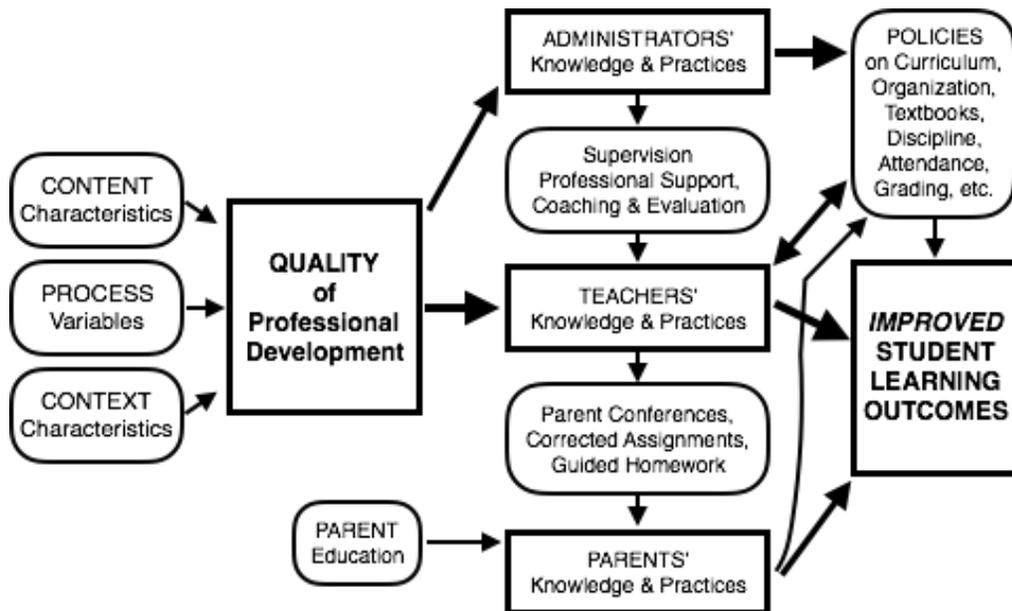 ADMINISTRATORS'
Knowledge & Practices
POLICIES
on Curriculum,
Organization,
Textbooks,
Discipline,
Attendance,
Grading, etc.
Supervision
Professional Support,
Coaching & Evaluation
CONTENT
Characteristics
PROCESS
Variables
CONTEXT
Characteristics
QUALITY
of
Professional
Development
TEACHERS'
Knowledge & Practices
IMPROVED
STUDENT
LEARNING
OUTCOMES
Parent Conferences,
Corrected Assignments,
Guided Homework
PARENT
Education
PARENTS'
Knowledge & Practices